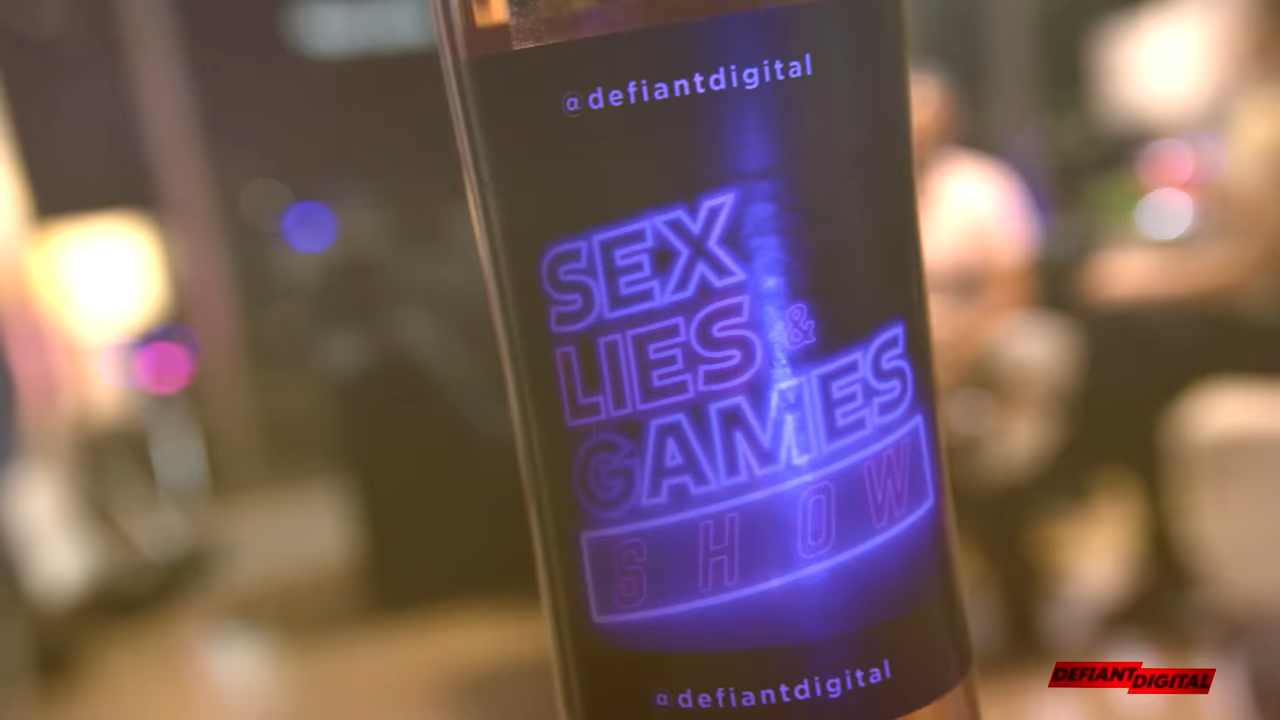 @defiantdigital
SEX
LIES &
GAMES
SHOW
@defiantdigital
DEFIANT DIGITAL